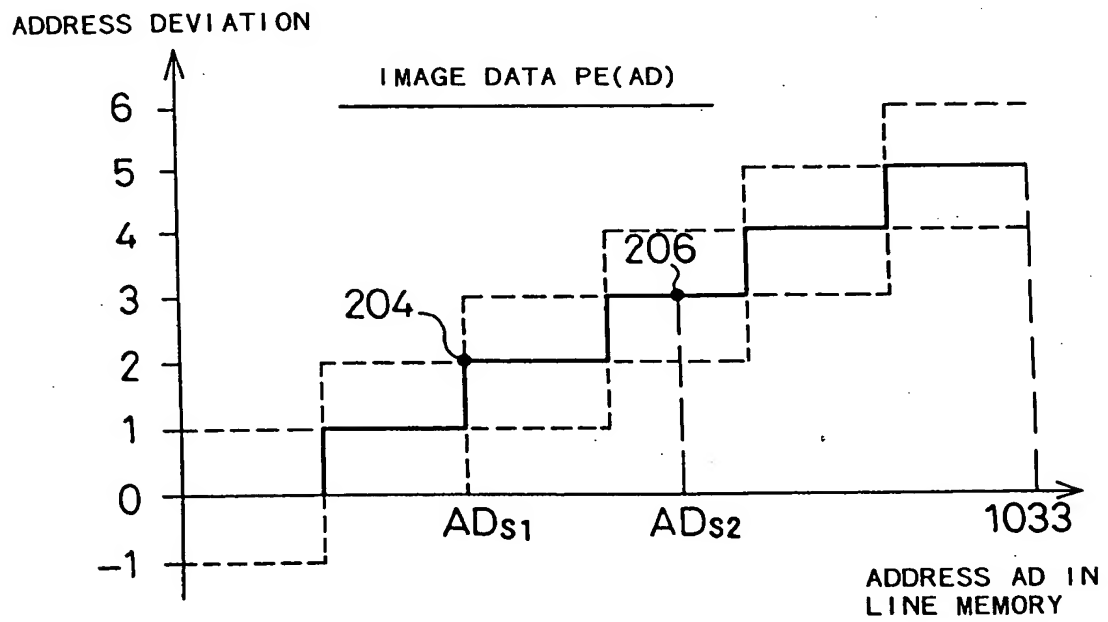 ADDRESS DEVIATION
IMAGE DATA PE(AD)
6
5
4
3
2
1
0
-1
204
206
ADS1
ADS2
1033
ADDRESS AD IN
LINE MEMORY